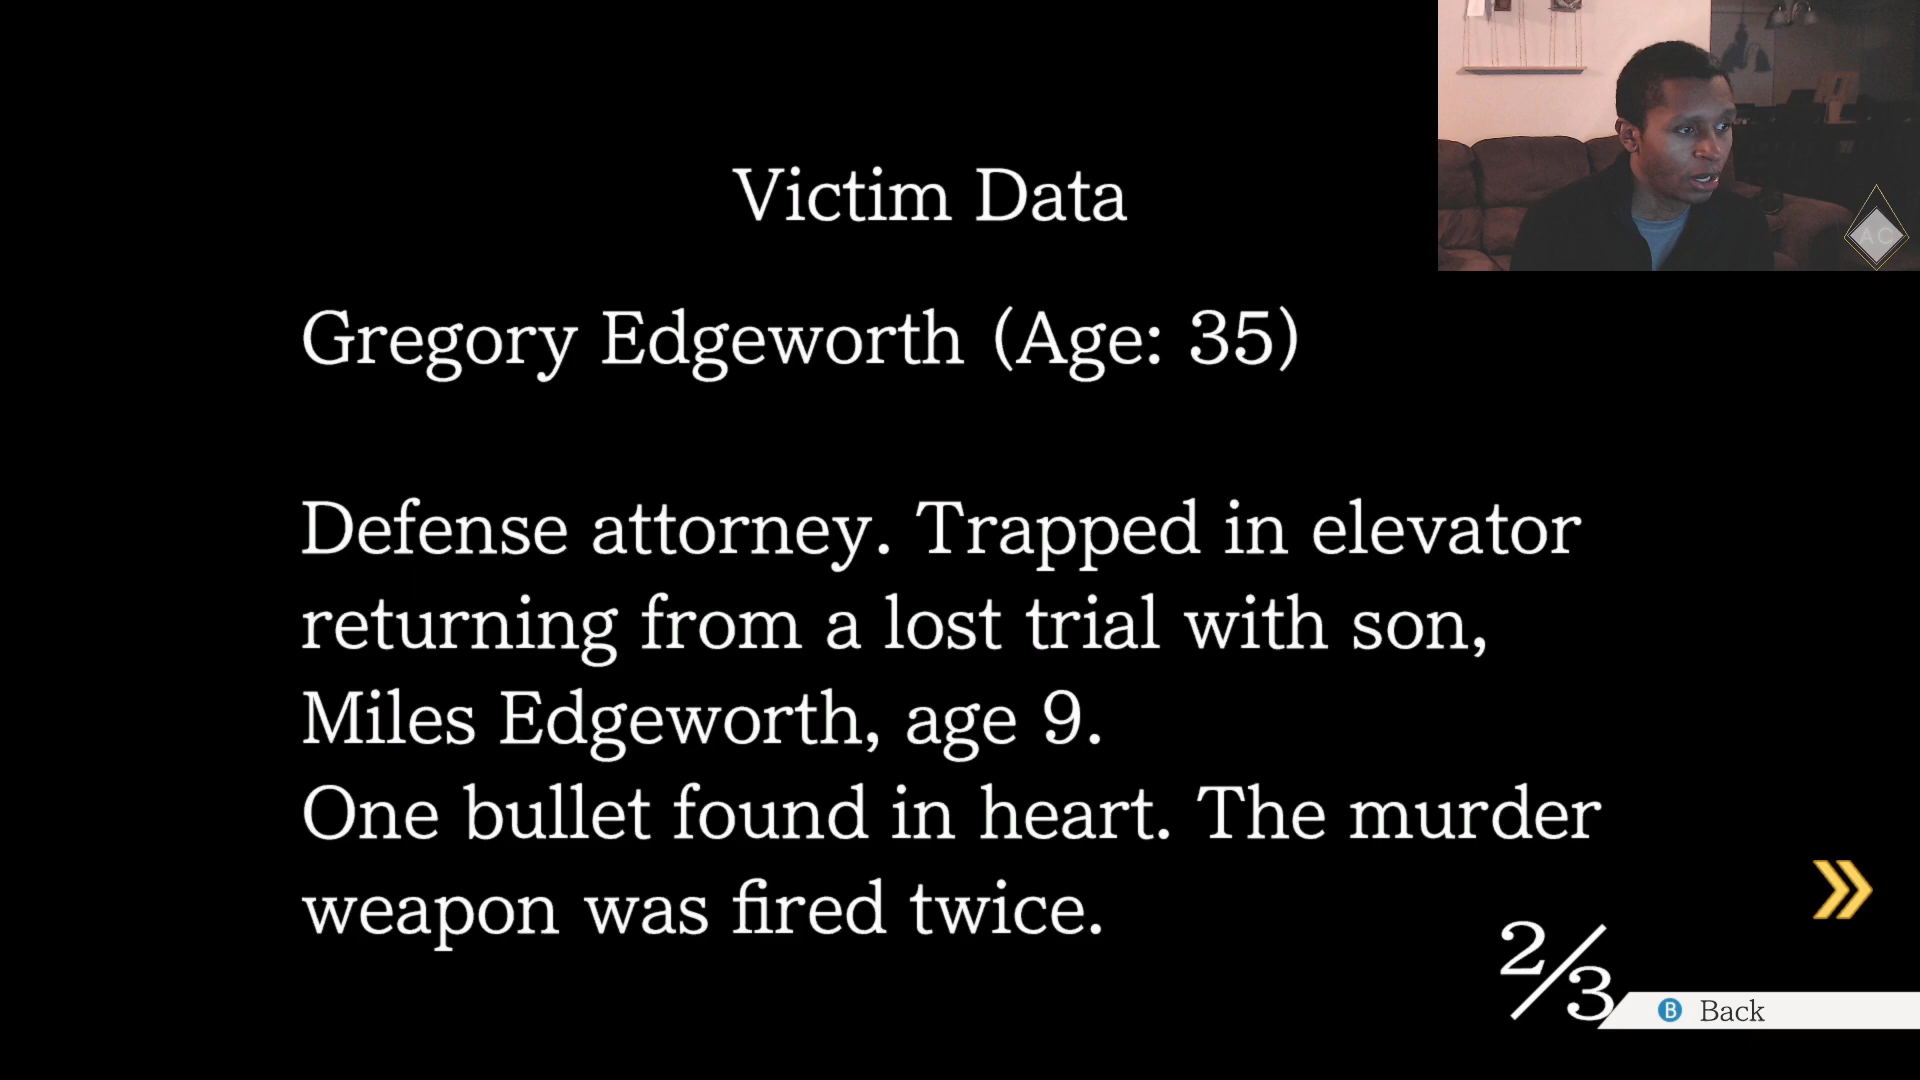 Victim Data
Gregory Edgeworth (Age: 35)
Defense attorney. Trapped in elevator
returning from a lost trial with son,
Miles Edgeworth, age 9.
One bullet found in heart. The murder
weapon was fired twice.
2/3
B Back
AC